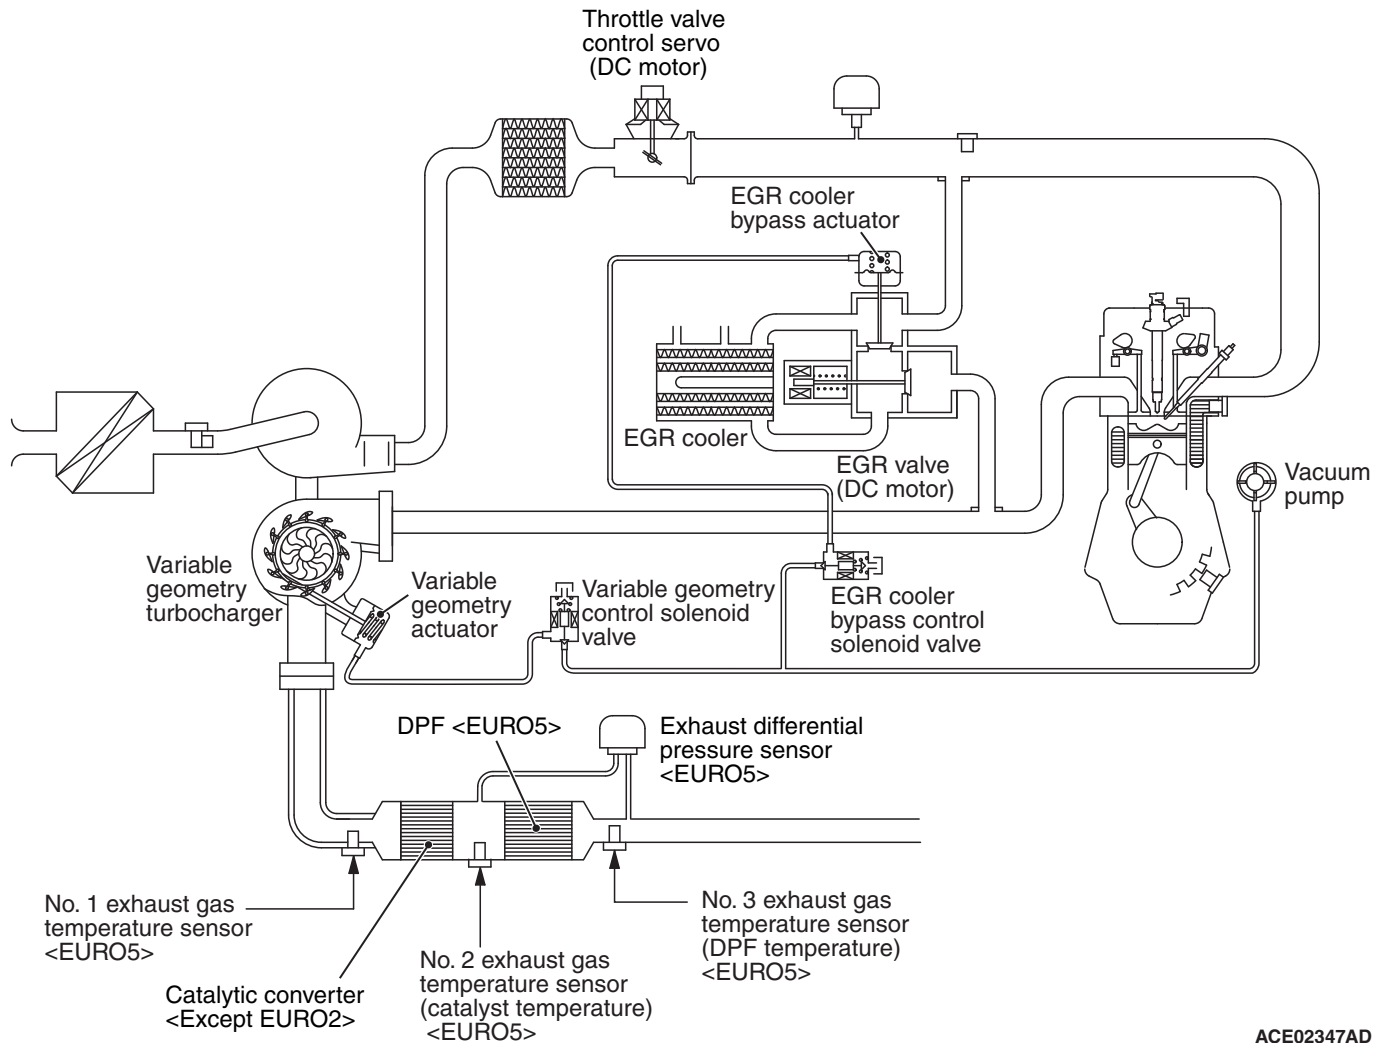 Throttle valve
control servo
(DC motor)
EGR cooler
bypass actuator
EGR cooler
EGR valve
(DC motor)
Vacuum
pump
Variable
geometry
turbocharger
Variable
geometry
actuator
Variable geometry
control solenoid
valve
EGR cooler
bypass control
solenoid valve
DPF <EURO5>
Exhaust differential
pressure sensor
<EURO5>
No. 1 exhaust gas
temperature sensor
<EURO5>
Catalytic converter
<Except EURO2>
No. 2 exhaust gas
temperature sensor
(catalyst temperature)
<EURO5>
No. 3 exhaust gas
temperature sensor
(DPF temperature)
<EURO5>
ACE02347AD